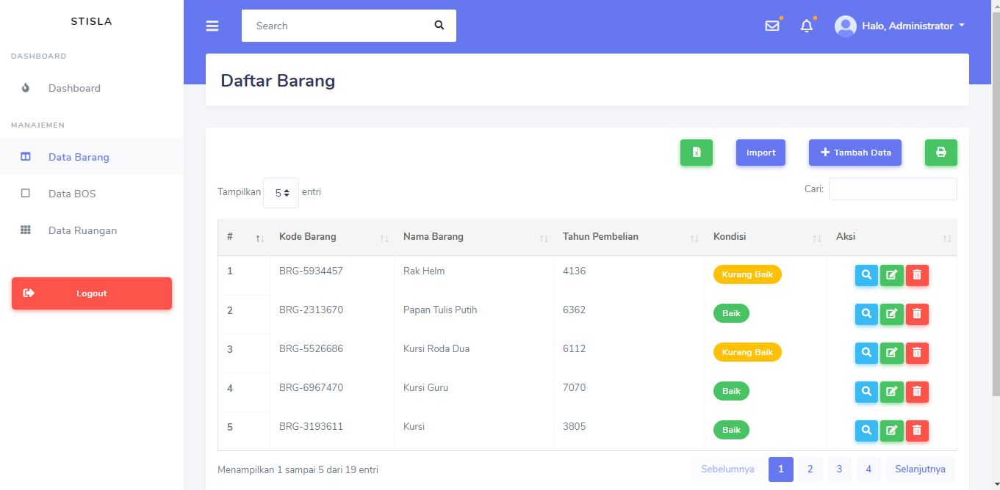 STISLA
Search
Halo, Administrator
DASHBOARD
Dashboard
MANAJEMEN
Data Barang
Data BOS
Data Ruangan
Logout
Daftar Barang
Import
Tambah Data
Tampilkan 5 entri
Cari:
# Kode Barang Nama Barang Tahun Pembelian Kondisi Aksi
1 BRG-5934457 Rak Helm 4136 Kurang Baik
2 BRG-2313670 Papan Tulis Putih 6362 Baik
3 BRG-5526686 Kursi Roda Dua 6112 Kurang Baik
4 BRG-6967470 Kursi Guru 7070 Baik
5 BRG-3193611 Kursi 3805 Baik
Menampilkan 1 sampai 5 dari 19 entri
Sebelumnya 1 2 3 4 Selanjutnya